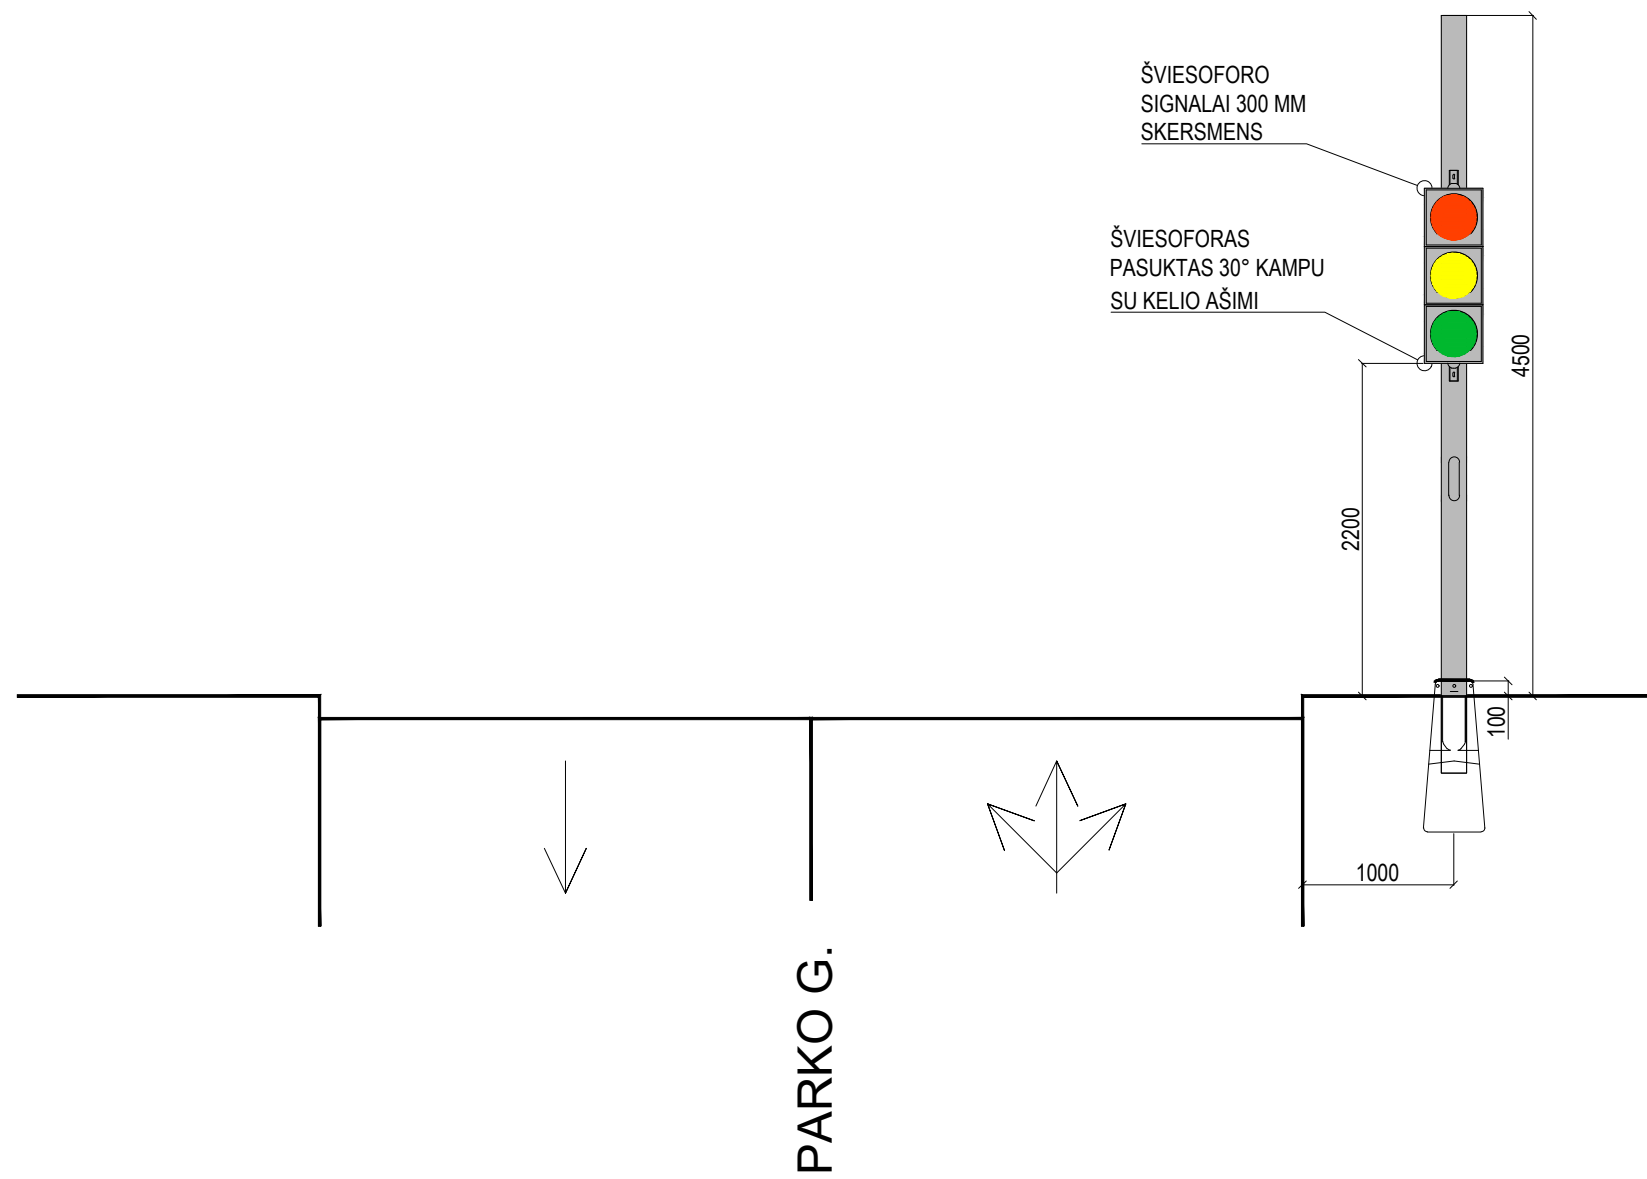 ŠVIESOFORO
SIGNALAI 300 MM
SKERSMENS
ŠVIESOFORAS
PASUKTAS 30° KAMPU
SU KELIO AŠIMI
4500
2200
100
1000
PARKO G.